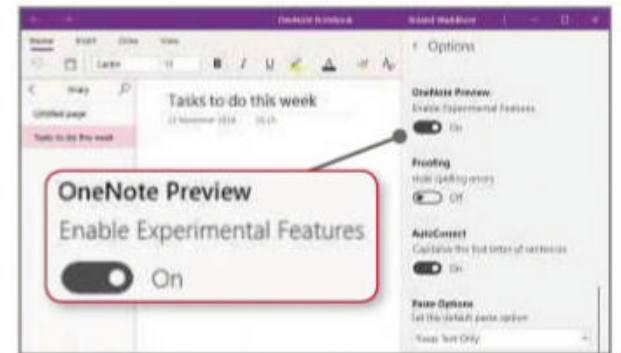 OneNote Notebook
Home Insert Draw View
B I U A
Options
Diary
Untitled page
Tasks to do this week
Tasks to do this week
OneNote Preview
Enable Experimental Features
On
Proofing
Hide spelling errors
Off
AutoCorrect
Capitalise the first letter of sentences
On
Paste Options
Set the default paste option
Keep Text Only
OneNote Preview
Enable Experimental Features
On